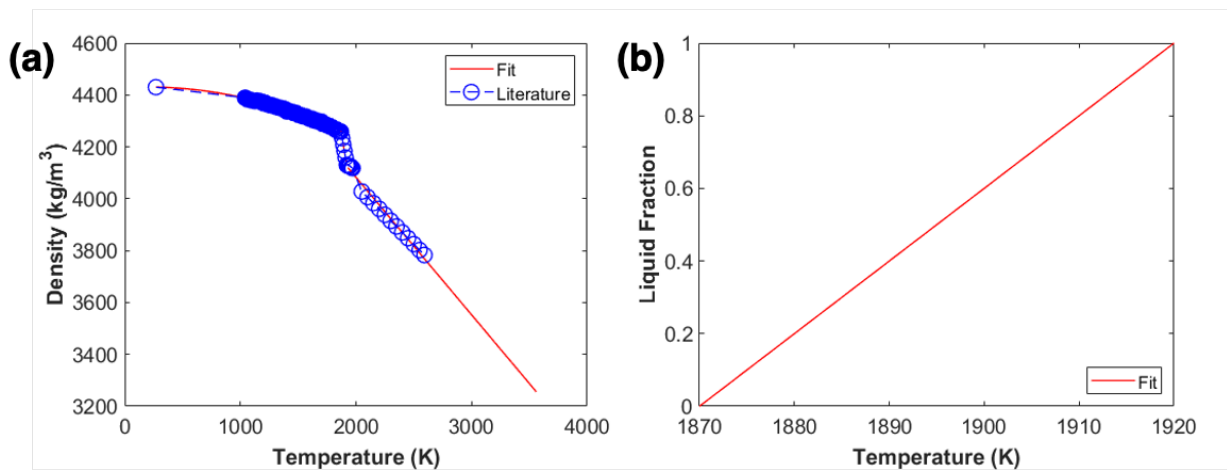 (a)
4600
4400
4200
4000
3800
3600
3400
3200
Density (kg/m³)
Fit
Literature
0
1000
2000
3000
4000
Temperature (K)
(b)
1
0.8
0.6
0.4
0.2
0
Liquid Fraction
Fit
1870
1880
1890
1900
1910
1920
Temperature (K)